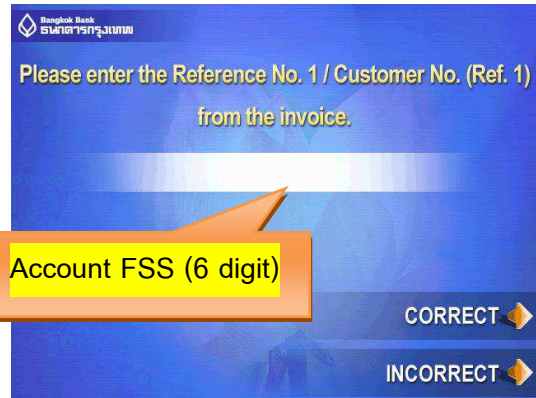 Bangkok Bank
ธนาคารกรุงเทพ
Please enter the Reference No. 1 / Customer No. (Ref. 1)
from the invoice.
Account FSS (6 digit)
CORRECT
INCORRECT